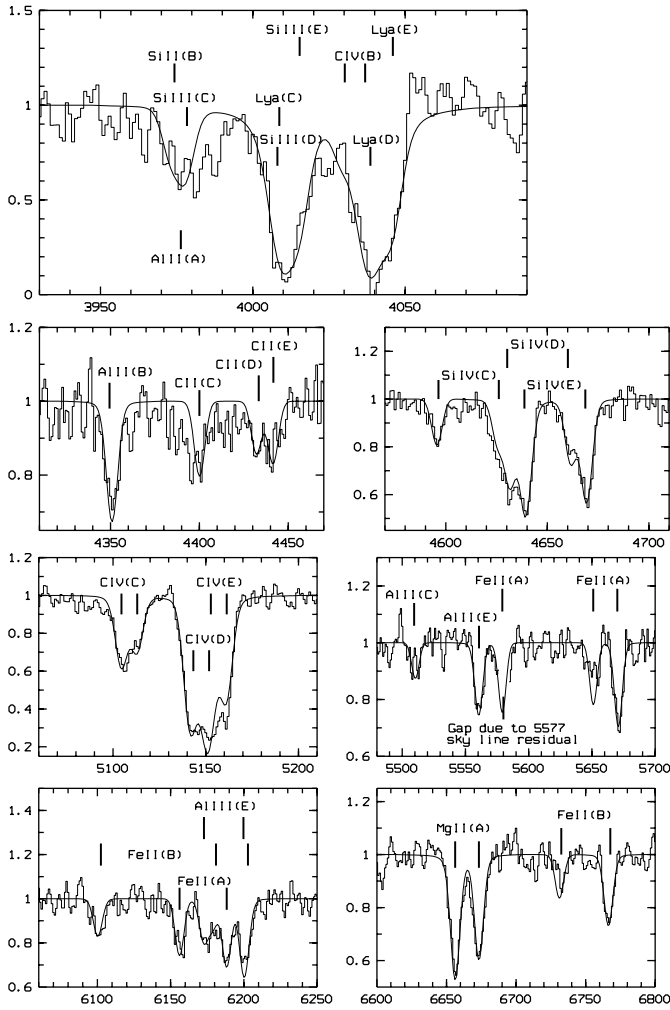 1.5
SiIII(E)
Lya(E)
SiII(B)
CIV(B)
SiIII(C)
Lya(C)
1
SiIII(D)
Lya(D)
0.5
AlII(A)
0
3950 4000 4050
1.2
CII(E)
CII(D)
AlII(B)
CII(C)
1
0.8
4350 4400 4450
1.2
SiIV(D)
SiIV(C)
SiIV(E)
1
0.8
0.6
4600 4650 4700
1.2
CIV(C) CIV(E)
1
0.8
CIV(D)
0.6
0.4
0.2
5100 5150 5200
1.2
FeII(A) FeII(A)
AlII(C)
AlII(E)
1
0.8
Gap due to 5577
sky line residual
0.6
5500 5550 5600 5650 5700
1.4
AlIII(E)
1.2
FeII(B)
FeII(A)
1
0.8
0.6
6100 6150 6200 6250
1.2
FeII(B)
MgII(A)
1
0.8
0.6
6600 6650 6700 6750 6800